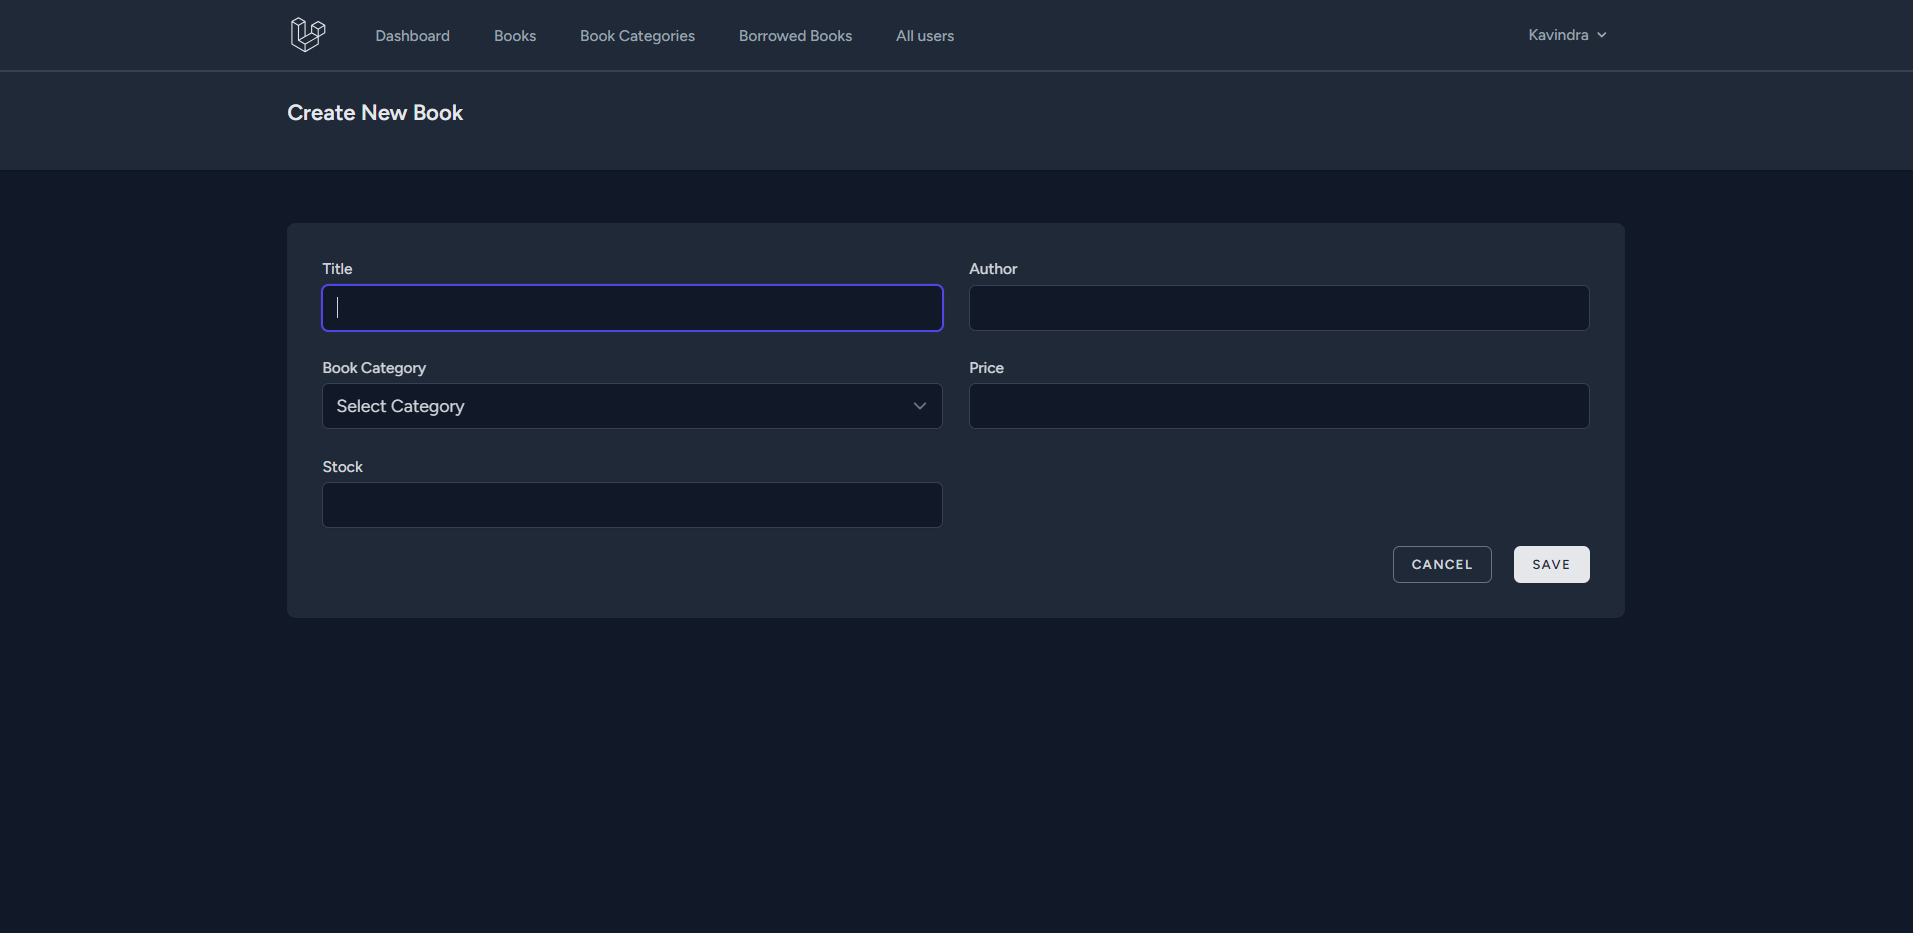 Dashboard Books Book Categories Borrowed Books All users Kavindra
Create New Book
Title Author
Book Category Price
Select Category
Stock
CANCEL SAVE